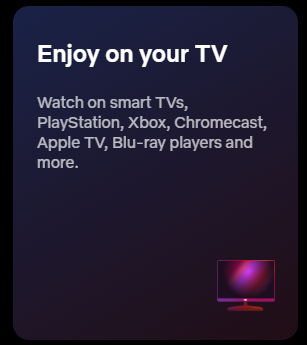 Enjoy on your TV
Watch on smart TVs,
PlayStation, Xbox, Chromecast,
Apple TV, Blu-ray players and
more.